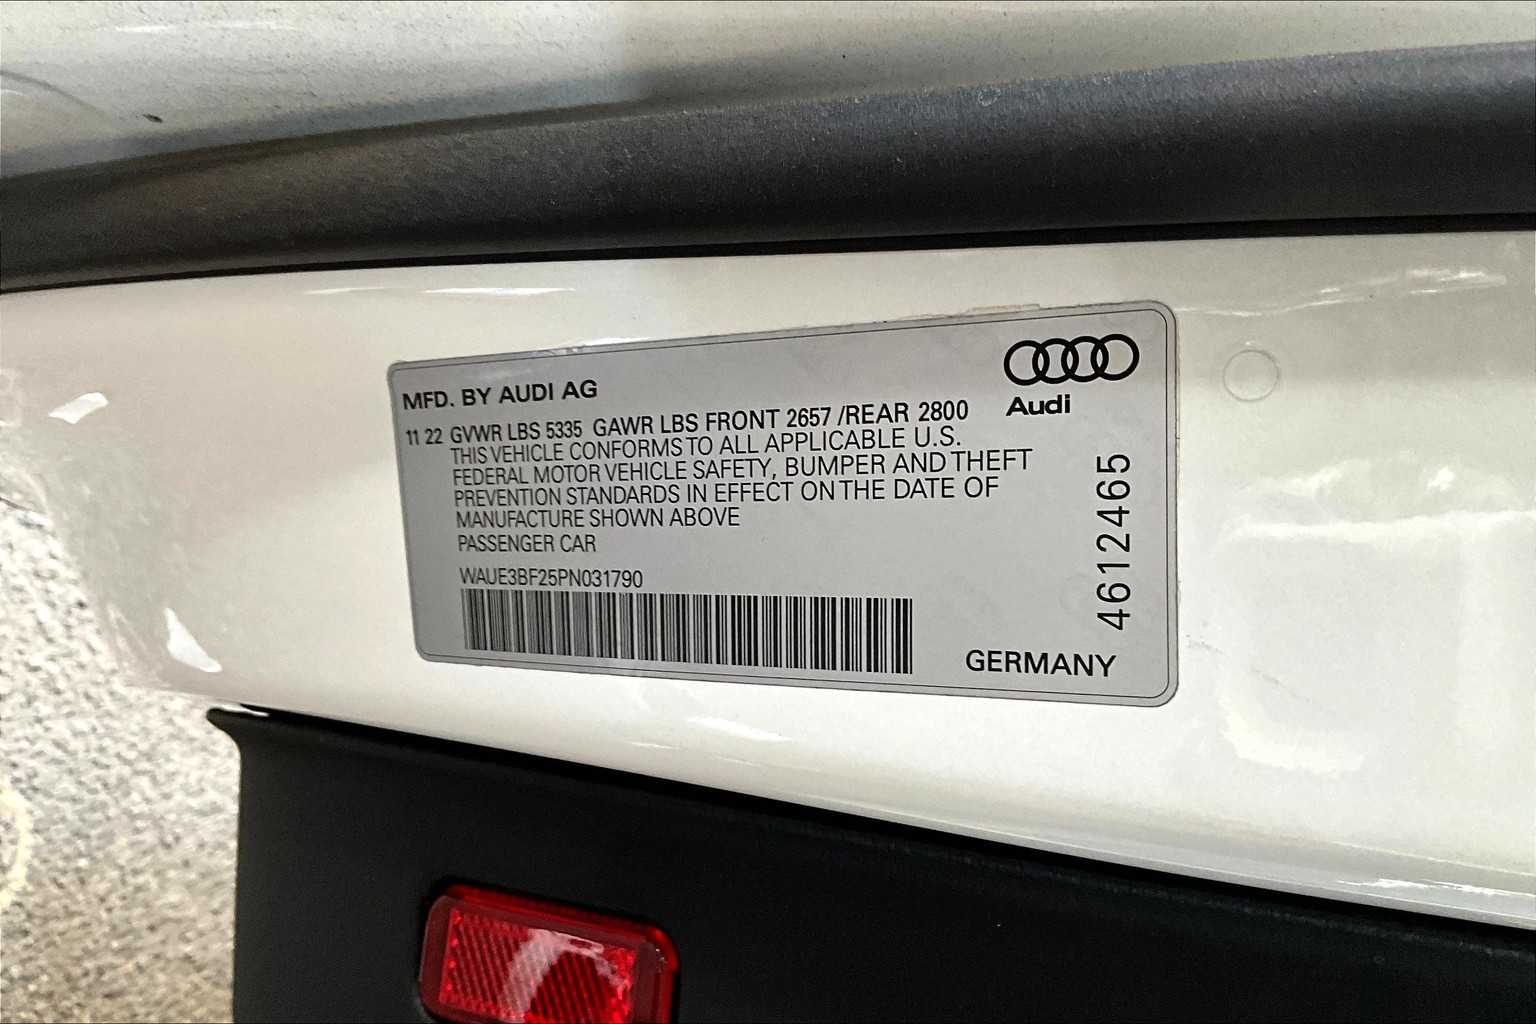 MFD. BY AUDI AG
Audi
11 22 GVWR LBS 5335 GAWR LBS FRONT 2657 /REAR 2800
THIS VEHICLE CONFORMS TO ALL APPLICABLE U.S.
FEDERAL MOTOR VEHICLE SAFETY, BUMPER AND THEFT
PREVENTION STANDARDS IN EFFECT ON THE DATE OF
MANUFACTURE SHOWN ABOVE
PASSENGER CAR
WAUE3BF25PN031790
46124​65
GERMANY